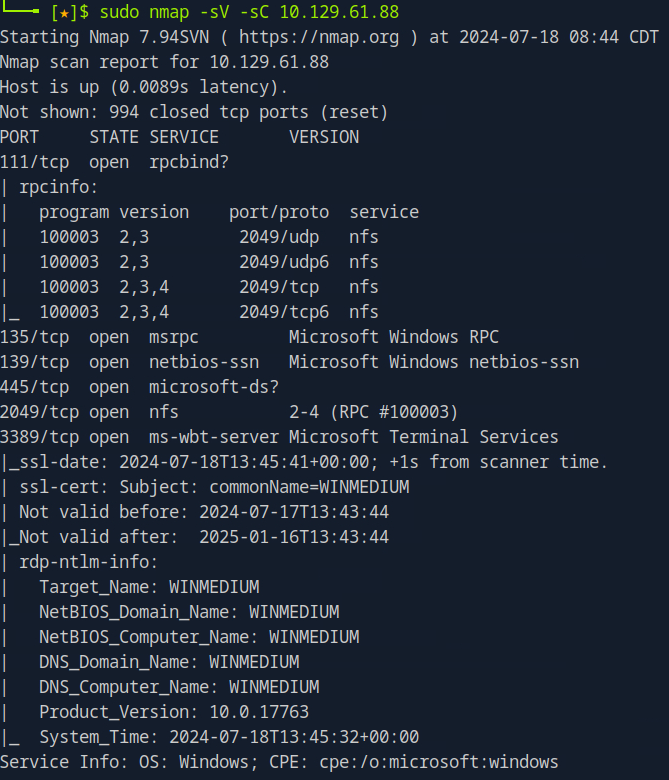 └──╼ [★]$ sudo nmap -sV -sC 10.129.61.88
Starting Nmap 7.94SVN ( https://nmap.org ) at 2024-07-18 08:44 CDT
Nmap scan report for 10.129.61.88
Host is up (0.0089s latency).
Not shown: 994 closed tcp ports (reset)
PORT     STATE SERVICE       VERSION
111/tcp  open  rpcbind?
| rpcinfo:
|   program version    port/proto  service
|   100003  2,3         2049/udp   nfs
|   100003  2,3         2049/udp6  nfs
|   100003  2,3,4       2049/tcp   nfs
|_  100003  2,3,4       2049/tcp6  nfs
135/tcp  open  msrpc         Microsoft Windows RPC
139/tcp  open  netbios-ssn   Microsoft Windows netbios-ssn
445/tcp  open  microsoft-ds?
2049/tcp open  nfs           2-4 (RPC #100003)
3389/tcp open  ms-wbt-server Microsoft Terminal Services
|_ssl-date: 2024-07-18T13:45:41+00:00; +1s from scanner time.
| ssl-cert: Subject: commonName=WINMEDIUM
| Not valid before: 2024-07-17T13:43:44
|_Not valid after:  2025-01-16T13:43:44
| rdp-ntlm-info:
|   Target_Name: WINMEDIUM
|   NetBIOS_Domain_Name: WINMEDIUM
|   NetBIOS_Computer_Name: WINMEDIUM
|   DNS_Domain_Name: WINMEDIUM
|   DNS_Computer_Name: WINMEDIUM
|   Product_Version: 10.0.17763
|_  System_Time: 2024-07-18T13:45:32+00:00
Service Info: OS: Windows; CPE: cpe:/o:microsoft:windows